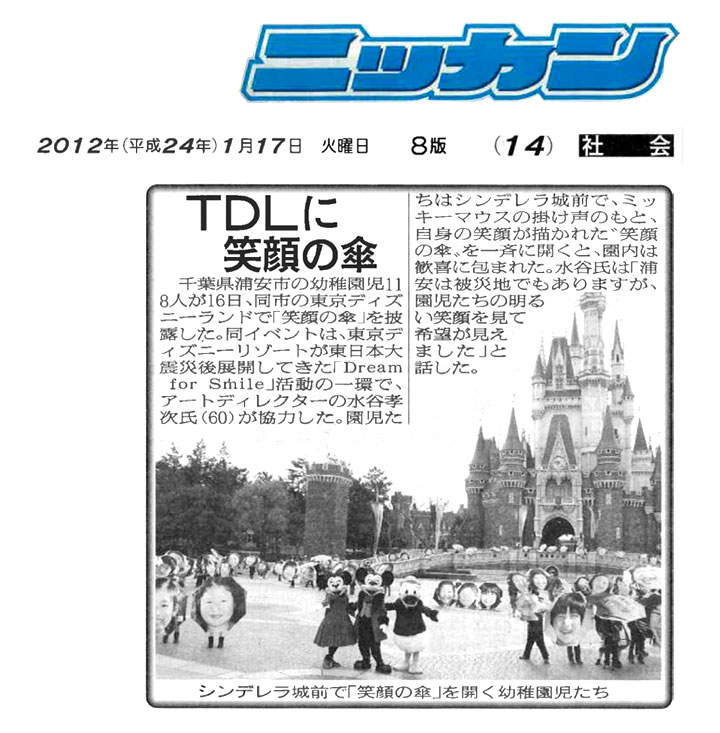 ニッカン
2012年(平成24年)1月17日 火曜日 8版 (14) 社会
TDLに
笑顔の傘
千葉県浦安市の幼稚園児11
8人が16日、同市の東京ディズ
ニーランドで「笑顔の傘」を披
露した。同イベントは、東京デ
ィズニーリゾートが東日本大
震災後展開してきた「Dream
for Smile」活動の一環で、
アートディレクターの水谷孝
次氏(60)が協力した。園児た
ちはシンデレラ城前で、ミッ
キーマウスの掛け声のもと、
自身の笑顔が描かれた〝笑顔
の傘〟を一斉に開くと、園内は
歓喜に包まれた。水谷氏は「浦
安は被災地でもありますが、
園児たちの明る
い笑顔を見て
希望が見え
ました」と
話した。
シンデレラ城前で「笑顔の傘」を開く幼稚園児たち